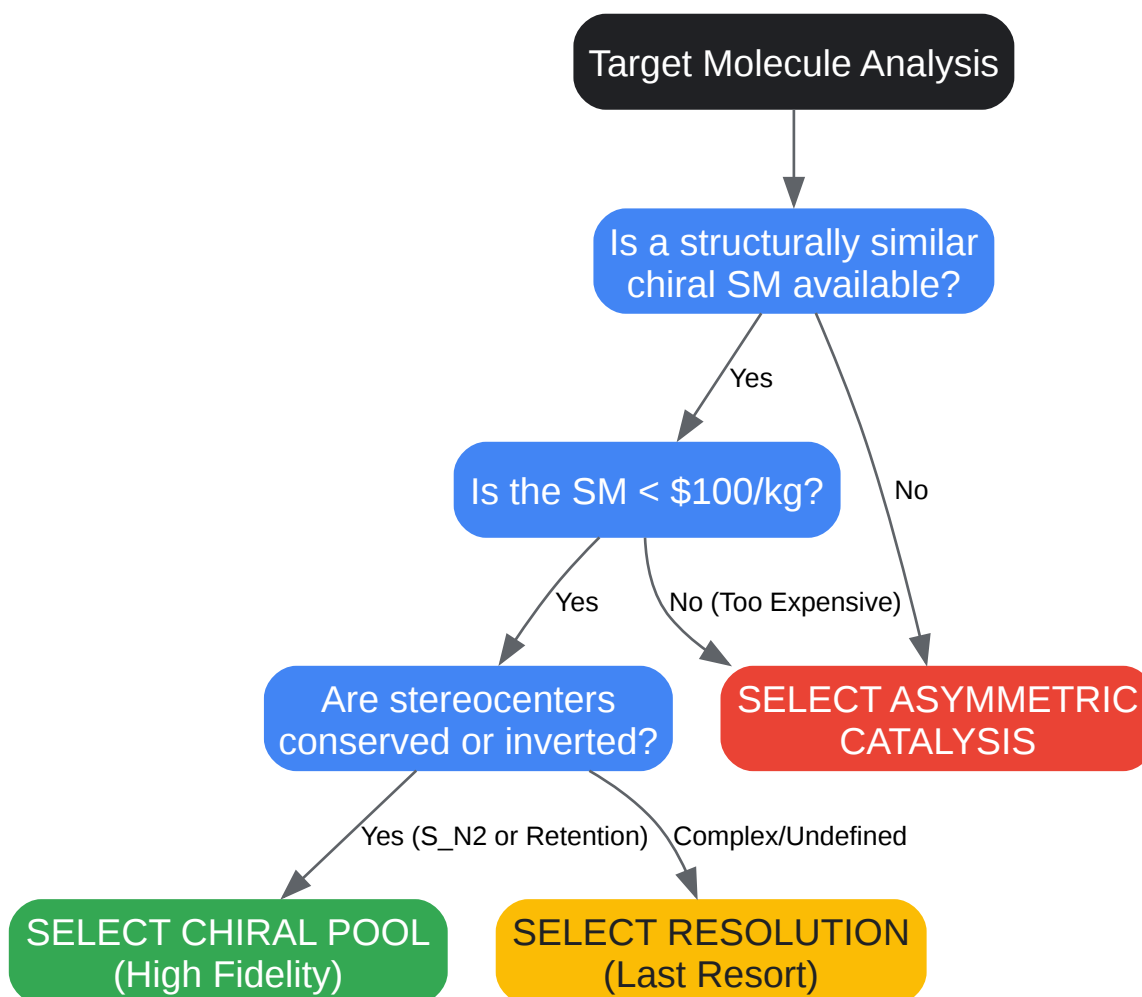 Target Molecule Analysis
Is a structurally similar
chiral SM available?
Yes
Is the SM < $100/kg?
No
Yes
No (Too Expensive)
Are stereocenters
conserved or inverted?
SELECT ASYMMETRIC
CATALYSIS
Yes (S_N2 or Retention)
Complex/Undefined
SELECT CHIRAL POOL
(High Fidelity)
SELECT RESOLUTION
(Last Resort)